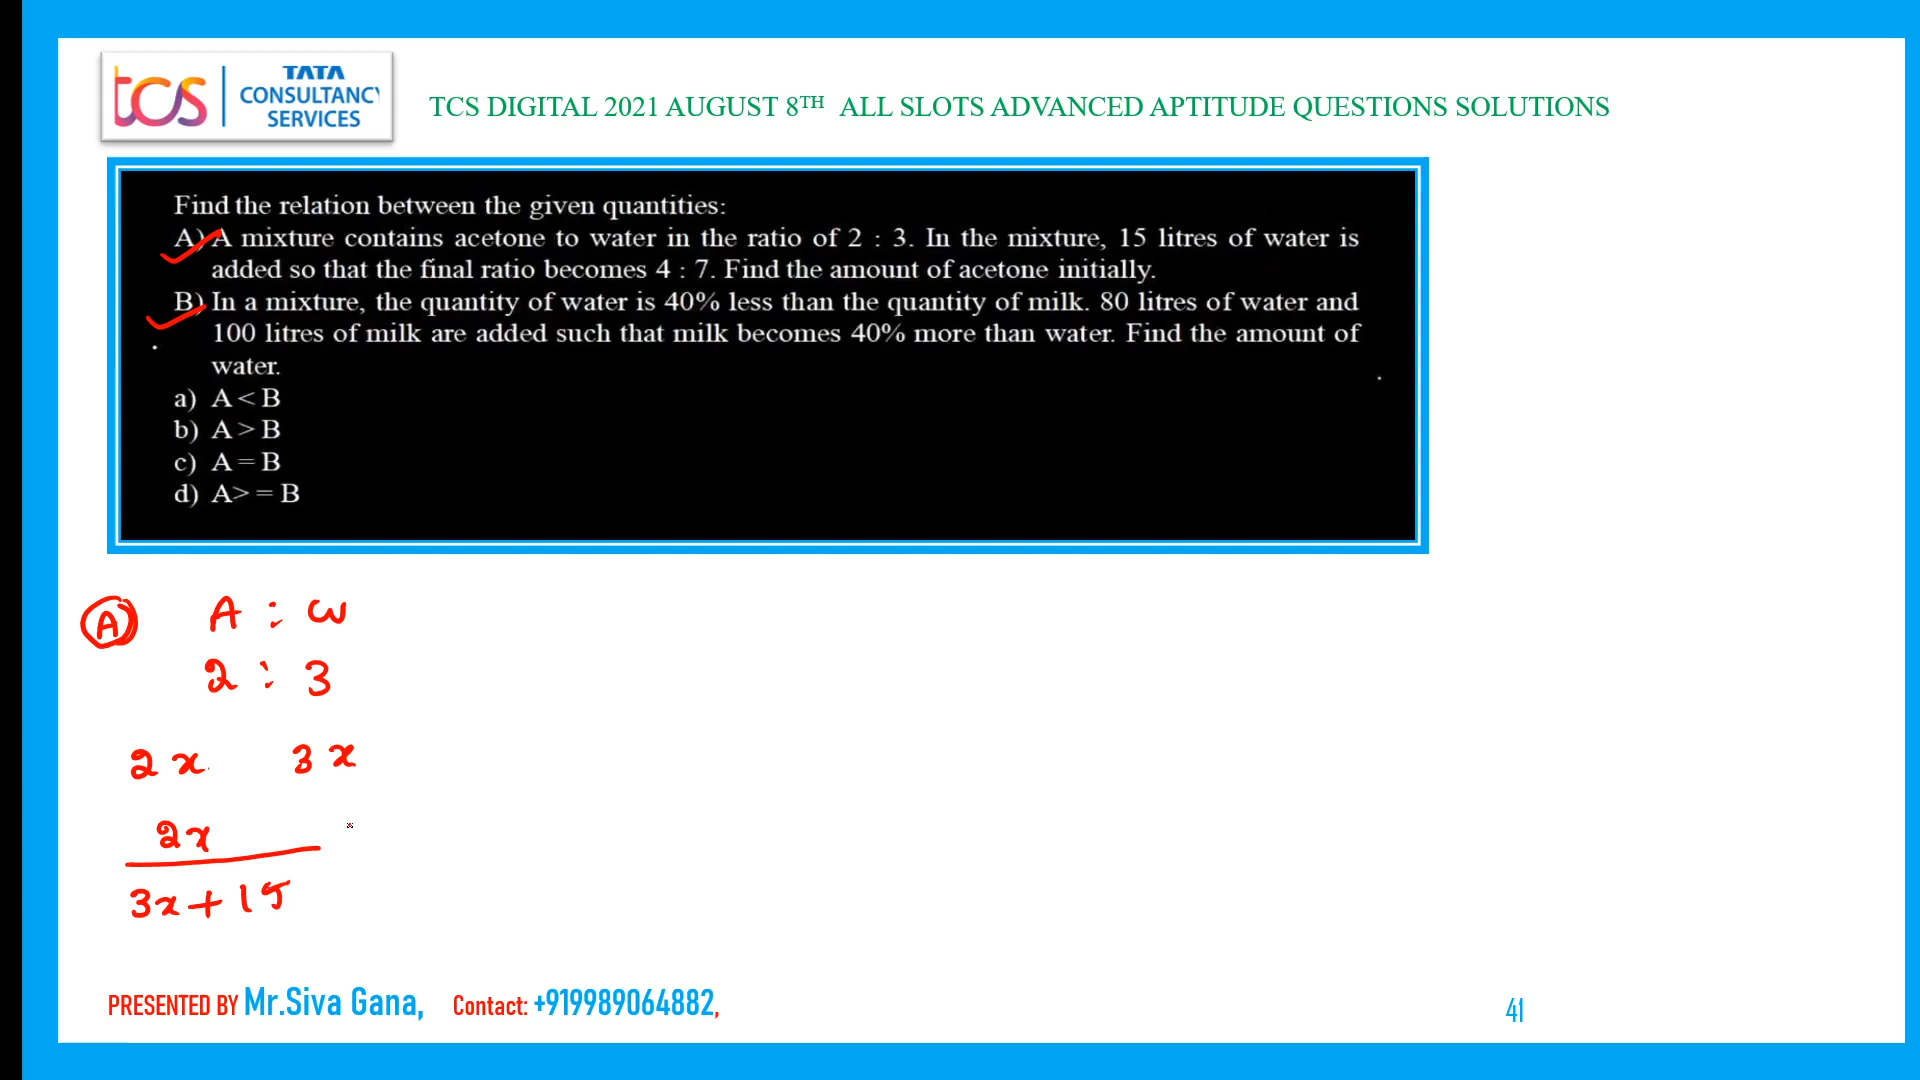 tcs TATA
CONSULTANCY
SERVICES
TCS DIGITAL 2021 AUGUST 8TH ALL SLOTS ADVANCED APTITUDE QUESTIONS SOLUTIONS
Find the relation between the given quantities:
A) A mixture contains acetone to water in the ratio of 2 : 3. In the mixture, 15 litres of water is
added so that the final ratio becomes 4 : 7. Find the amount of acetone initially.
B) In a mixture, the quantity of water is 40% less than the quantity of milk. 80 litres of water and
100 litres of milk are added such that milk becomes 40% more than water. Find the amount of
water.
a) A < B
b) A > B
c) A = B
d) A> = B
A A : W
2 : 3
2x 3x
2x
3x + 15
PRESENTED BY Mr.Siva Gana, Contact: +919989064882,
41